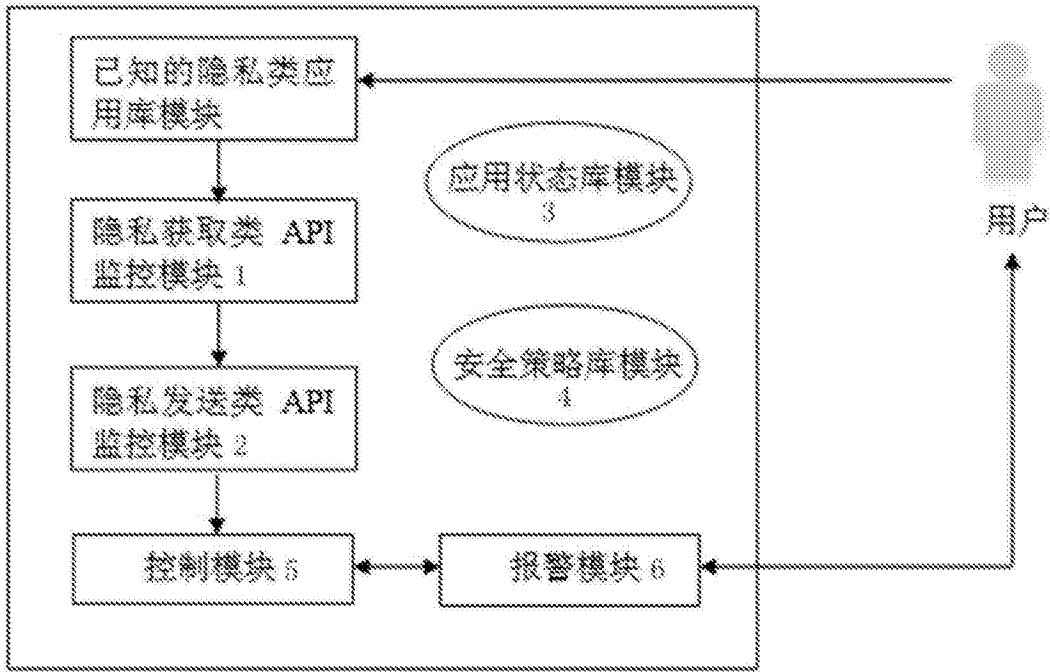 已知的隐私类应
用库模块
应用状态库模块
3
用户
隐私获取类 API
监控模块 1
安全策略库模块
4
隐私发送类 API
监控模块 2
控制模块 5
报警模块 6